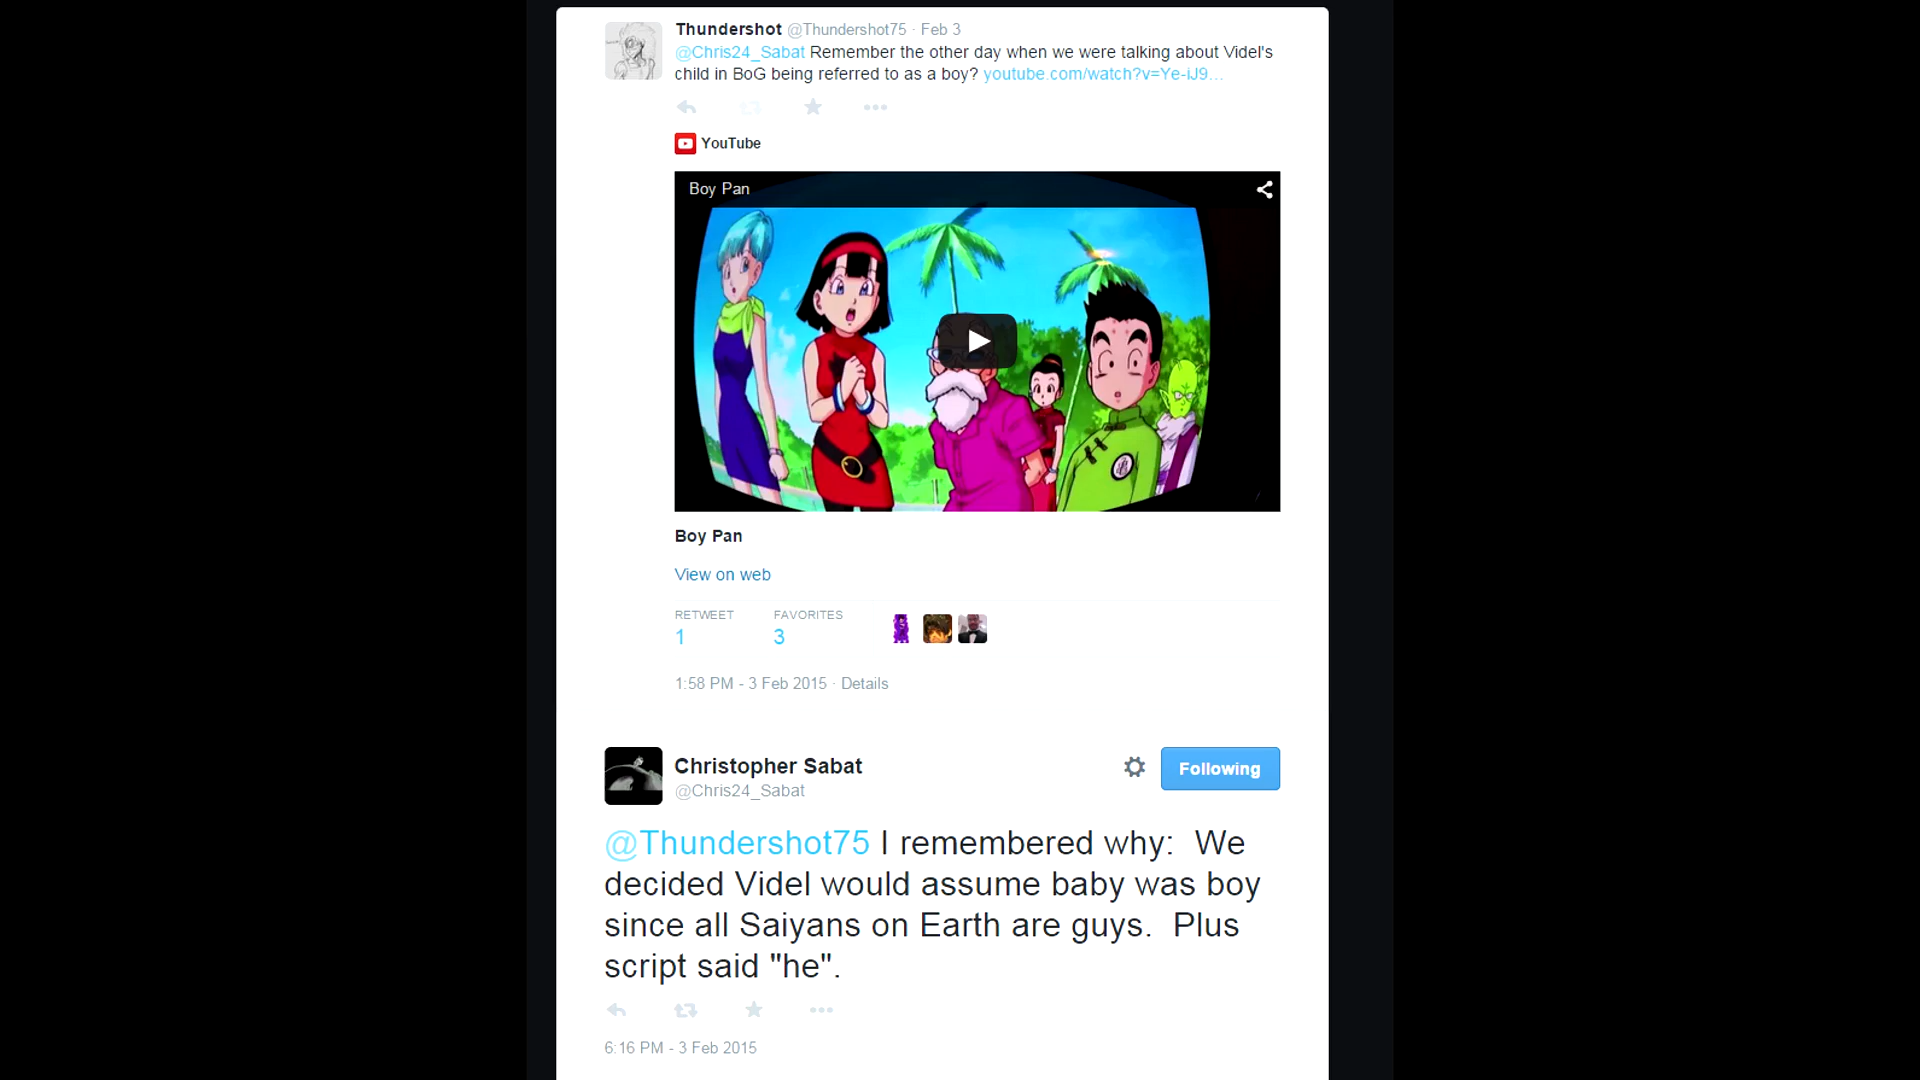 Thundershot @Thundershot75 · Feb 3
@Chris24_Sabat Remember the other day when we were talking about Videl's
child in BoG being referred to as a boy? youtube.com/watch?v=Ye-iJ9...
YouTube
Boy Pan
Boy Pan
View on web
RETWEET FAVORITES
1 3
1:58 PM - 3 Feb 2015 · Details
Christopher Sabat
Following
@Chris24_Sabat
@Thundershot75 I remembered why: We
decided Videl would assume baby was boy
since all Saiyans on Earth are guys. Plus
script said "he".
6:16 PM - 3 Feb 2015